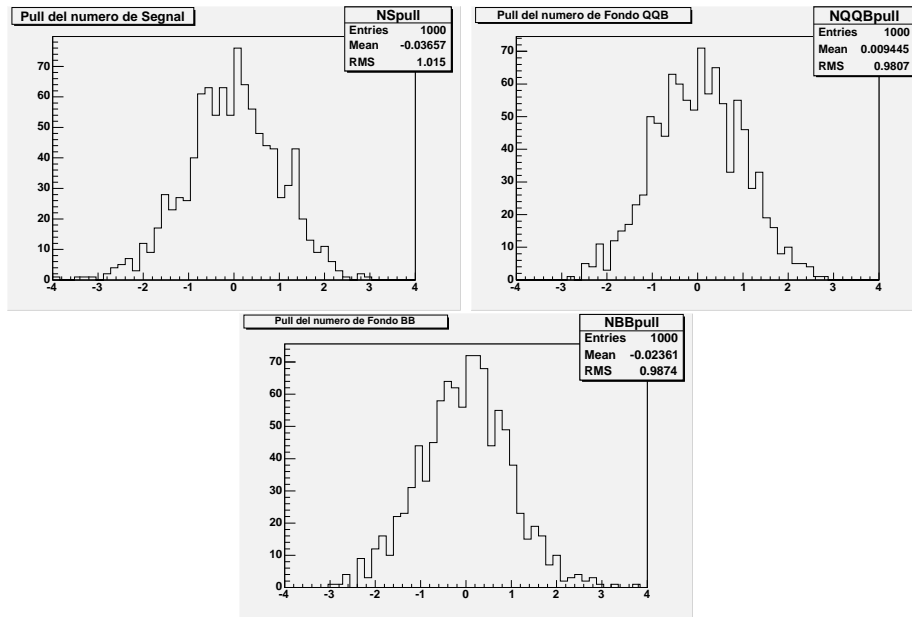 Pull del numero de Segnal
NSpull
Entries 1000
Mean -0.03657
RMS 1.015
70
60
50
40
30
20
10
0
-4 -3 -2 -1 0 1 2 3 4
Pull del numero de Fondo QQB
NQQBpull
Entries 1000
Mean 0.009445
RMS 0.9807
70
60
50
40
30
20
10
0
-4 -3 -2 -1 0 1 2 3 4
Pull del numero de Fondo BB
NBBpull
Entries 1000
Mean -0.02361
RMS 0.9874
70
60
50
40
30
20
10
0
-4 -3 -2 -1 0 1 2 3 4